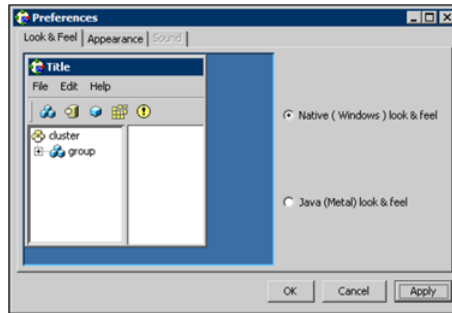 Preferences
Look & Feel Appearance Sound
Title
File Edit Help
cluster
group
Native ( Windows ) look & feel
Java (Metal) look & feel
OK Cancel Apply